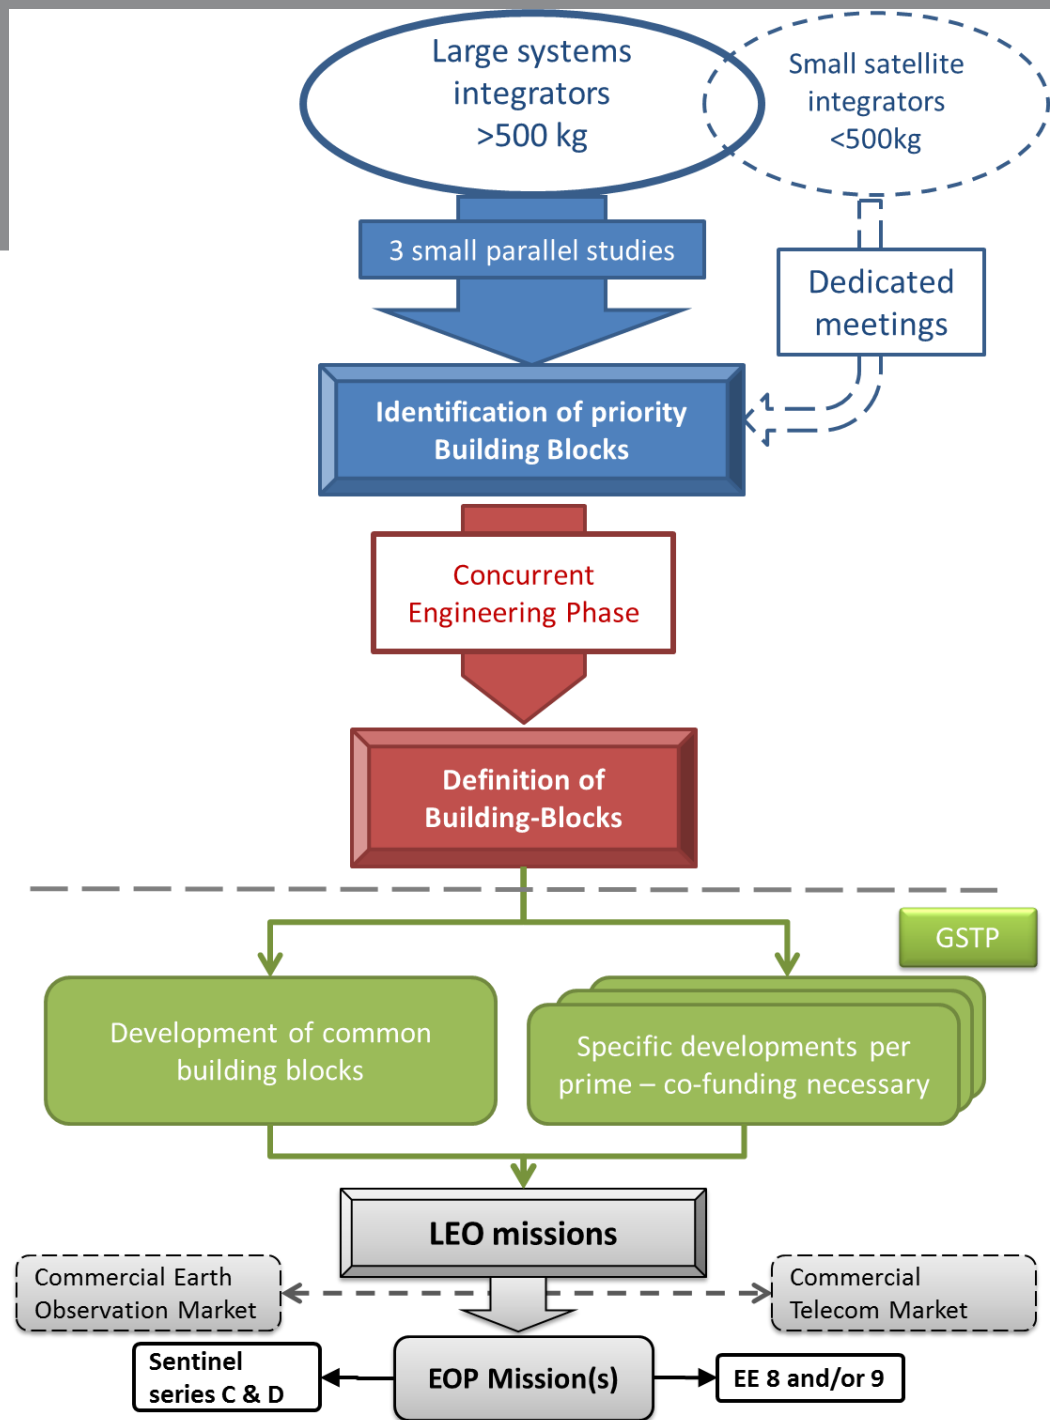 Large systems
integrators
>500 kg
Small satellite
integrators
<500kg
3 small parallel studies
Dedicated
meetings
Identification of priority
Building Blocks
Concurrent
Engineering Phase
Definition of
Building-Blocks
GSTP
Development of common
building blocks
Specific developments per
prime – co-funding necessary
LEO missions
Commercial Earth
Observation Market
Commercial
Telecom Market
Sentinel
series C & D
EOP Mission(s)
EE 8 and/or 9